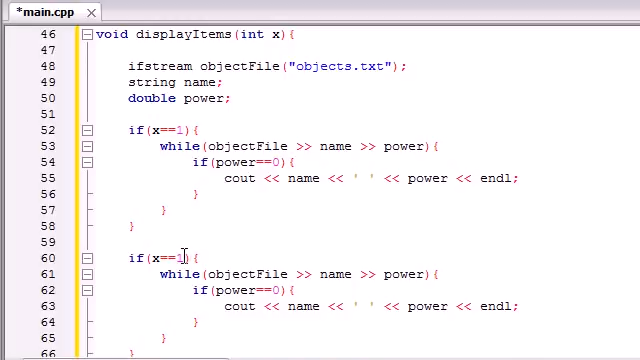 *main.cpp
46 void displayItems(int x){
47
48 ifstream objectFile("objects.txt");
49 string name;
50 double power;
51
52 if(x==1){
53 while(objectFile >> name >> power){
54 if(power==0){
55 cout << name << ' ' << power << endl;
56 }
57 }
58 }
59
60 if(x==1){
61 while(objectFile >> name >> power){
62 if(power==0){
63 cout << name << ' ' << power << endl;
64 }
65 }
66 }